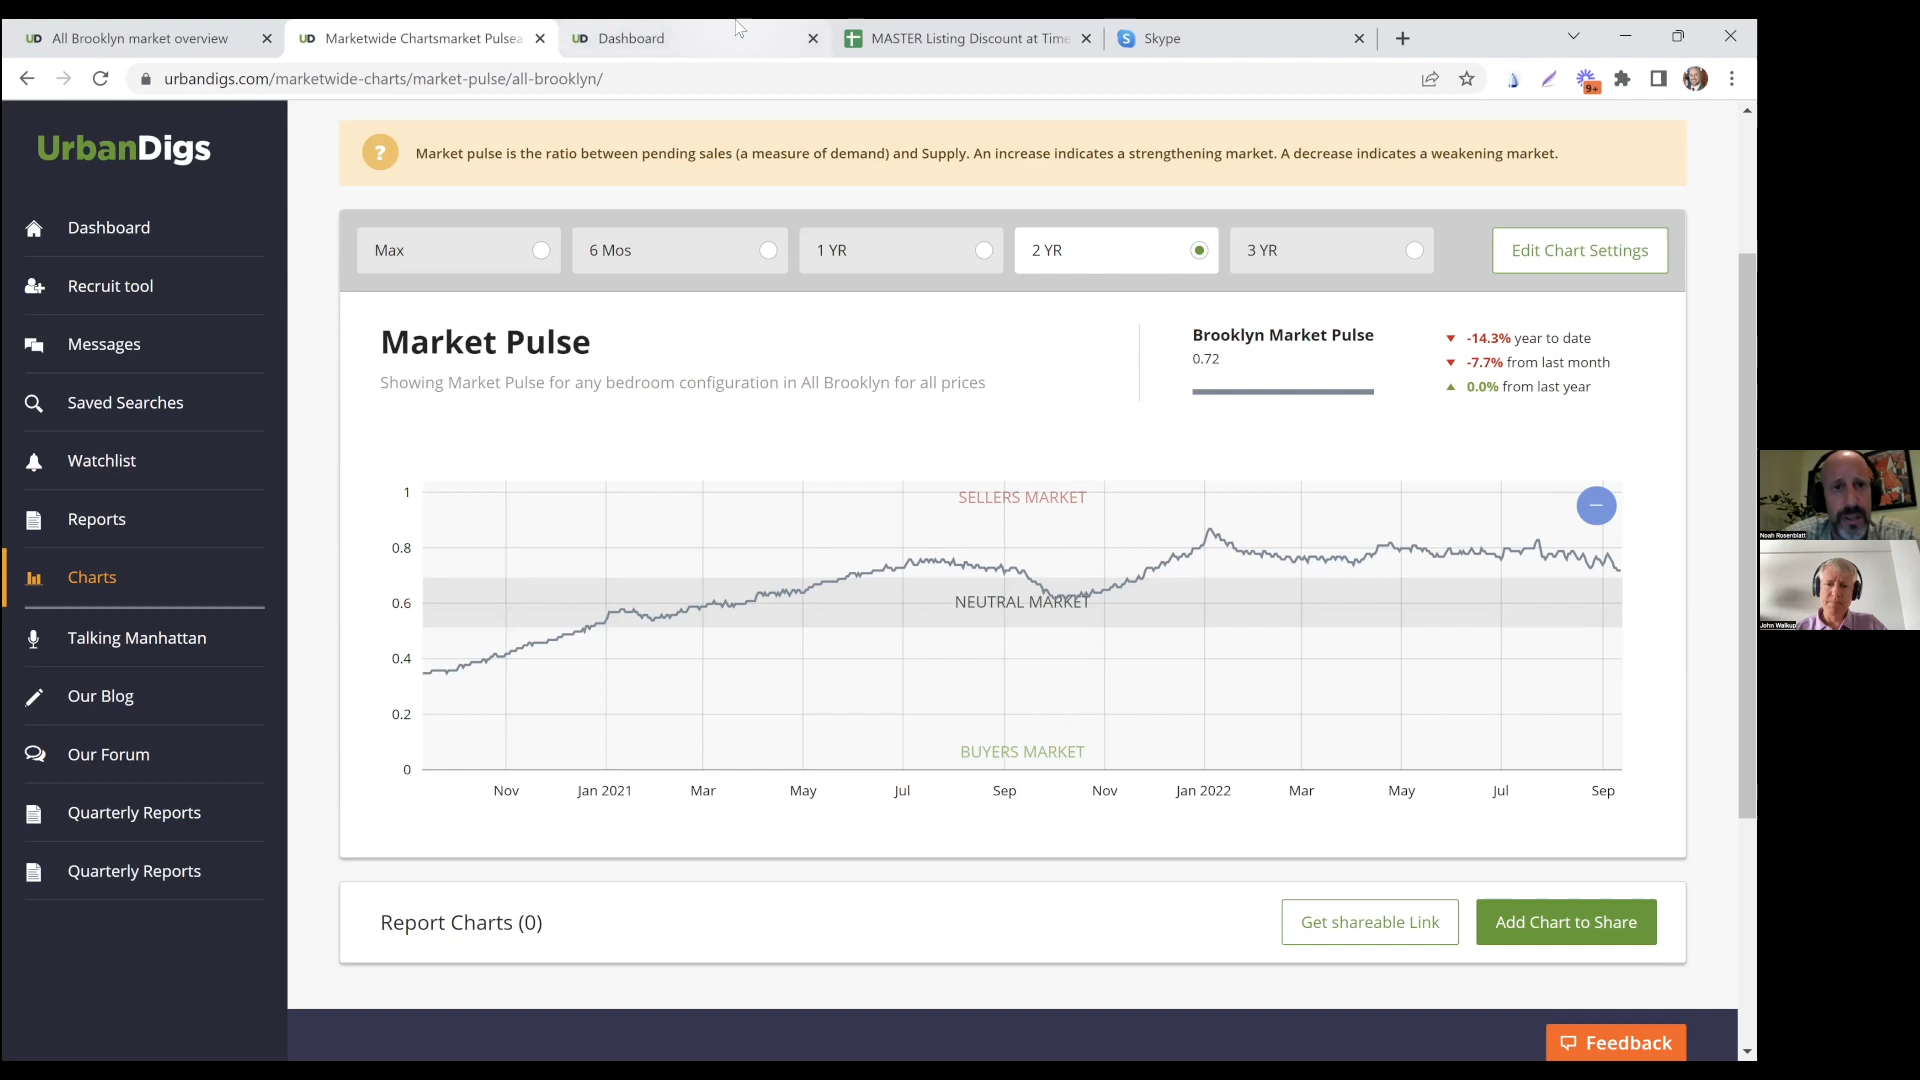 All Brooklyn market overview
Marketwide Chartsmarket Pulsea
Dashboard
MASTER Listing Discount at Time
Skype
urbandigs.com/marketwide-charts/market-pulse/all-brooklyn/
9+
UrbanDigs
Dashboard
Recruit tool
Messages
Saved Searches
Watchlist
Reports
Charts
Talking Manhattan
Our Blog
Our Forum
Quarterly Reports
Quarterly Reports
Market pulse is the ratio between pending sales (a measure of demand) and Supply. An increase indicates a strengthening market. A decrease indicates a weakening market.
Max
6 Mos
1 YR
2 YR
3 YR
Edit Chart Settings
Market Pulse
Showing Market Pulse for any bedroom configuration in All Brooklyn for all prices
Brooklyn Market Pulse
0.72
-14.3% year to date
-7.7% from last month
0.0% from last year
1
0.8
0.6
0.4
0.2
0
SELLERS MARKET
NEUTRAL MARKET
BUYERS MARKET
Nov
Jan 2021
Mar
May
Jul
Sep
Nov
Jan 2022
Mar
May
Jul
Sep
Report Charts (0)
Get shareable Link
Add Chart to Share
Feedback
Noah Rosenblatt
John Walkup